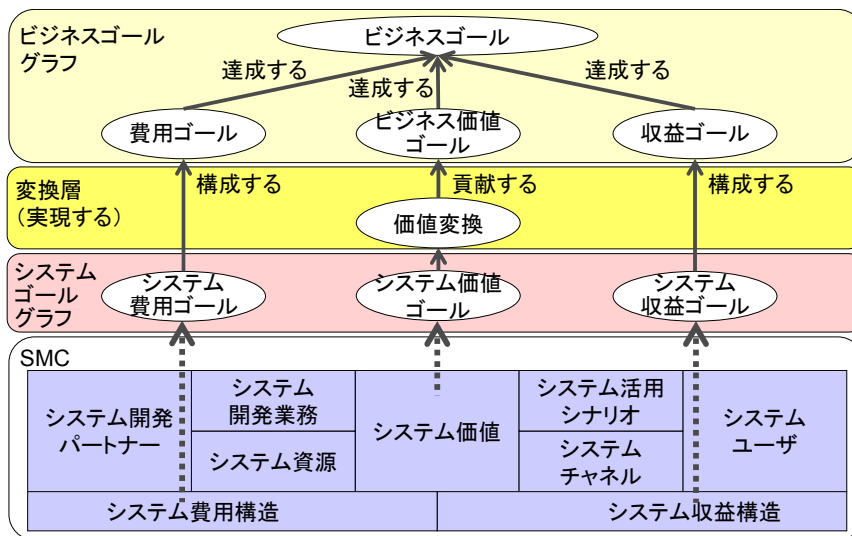 ビジネスゴール
グラフ
ビジネスゴール
達成する
達成する
達成する
費用ゴール
ビジネス価値
ゴール
収益ゴール
変換層
(実現する)
構成する
貢献する
構成する
価値変換
システム
ゴール
グラフ
システム
費用ゴール
システム価値
ゴール
システム
収益ゴール
SMC
システム開発
パートナー
システム
開発業務
システム資源
システム価値
システム活用
シナリオ
システム
チャネル
システム
ユーザ
システム費用構造
システム収益構造